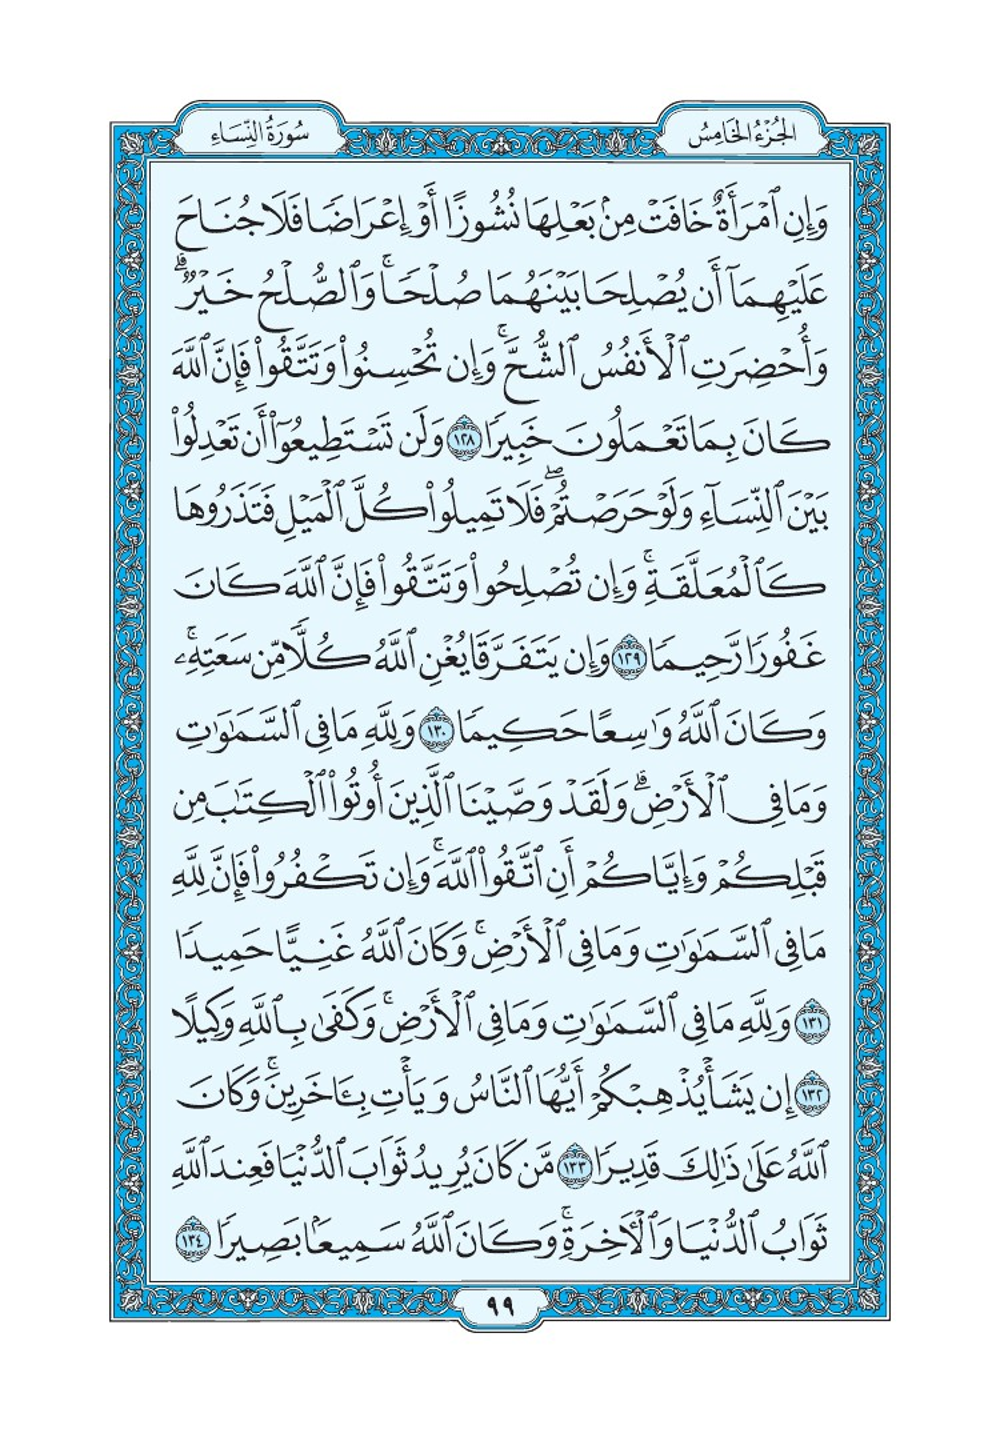 الجُزْءُ الخَامِسُ
سُورَةُ النِّسَاءِ
وَإِنِ ٱمْرَأَةٌ خَافَتْ مِنۢ بَعْلِهَا نُشُوزًا أَوْ إِعْرَاضًا فَلَا جُنَاحَ
عَلَيْهِمَآ أَن يُصْلِحَا بَيْنَهُمَا صُلْحًاۚ وَٱلصُّلْحُ خَيْرٌۗ
وَأُحْضِرَتِ ٱلْأَنفُسُ ٱلشُّحَّۚ وَإِن تُحْسِنُوا۟ وَتَتَّقُوا۟ فَإِنَّ ٱللَّهَ
كَانَ بِمَا تَعْمَلُونَ خَبِيرًا ١٢٨ وَلَن تَسْتَطِيعُوٓا۟ أَن تَعْدِلُوا۟
بَيْنَ ٱلنِّسَآءِ وَلَوْ حَرَصْتُمْۖ فَلَا تَمِيلُوا۟ كُلَّ ٱلْمَيْلِ فَتَذَرُوهَا
كَٱلْمُعَلَّقَةِۚ وَإِن تُصْلِحُوا۟ وَتَتَّقُوا۟ فَإِنَّ ٱللَّهَ كَانَ
غَفُورًا رَّحِيمًا ١٢٩ وَإِن يَتَفَرَّقَا يُغْنِ ٱللَّهُ كُلًّا مِّن سَعَتِهِۦۚ
وَكَانَ ٱللَّهُ وَٰسِعًا حَكِيمًا ١٣٠ وَلِلَّهِ مَا فِى ٱلسَّمَٰوَٰتِ
وَمَا فِى ٱلْأَرْضِۗ وَلَقَدْ وَصَّيْنَا ٱلَّذِينَ أُوتُوا۟ ٱلْكِتَٰبَ مِن
قَبْلِكُمْ وَإِيَّاكُمْ أَنِ ٱتَّقُوا۟ ٱللَّهَۚ وَإِن تَكْفُرُوا۟ فَإِنَّ لِلَّهِ
مَا فِى ٱلسَّمَٰوَٰتِ وَمَا فِى ٱلْأَرْضِۚ وَكَانَ ٱللَّهُ غَنِيًّا حَمِيدًا
١٣١ وَلِلَّهِ مَا فِى ٱلسَّمَٰوَٰتِ وَمَا فِى ٱلْأَرْضِۚ وَكَفَىٰ بِٱللَّهِ وَكِيلًا
١٣٢ إِن يَشَأْ يُذْهِبْكُمْ أَيُّهَا ٱلنَّاسُ وَيَأْتِ بِـَٔاخَرِينَۚ وَكَانَ
ٱللَّهُ عَلَىٰ ذَٰلِكَ قَدِيرًا ١٣٣ مَّن كَانَ يُرِيدُ ثَوَابَ ٱلدُّنْيَا فَعِندَ ٱللَّهِ
ثَوَابُ ٱلدُّنْيَا وَٱلْـَٔاخِرَةِۚ وَكَانَ ٱللَّهُ سَمِيعًۢا بَصِيرًا ١٣٤
٩٩